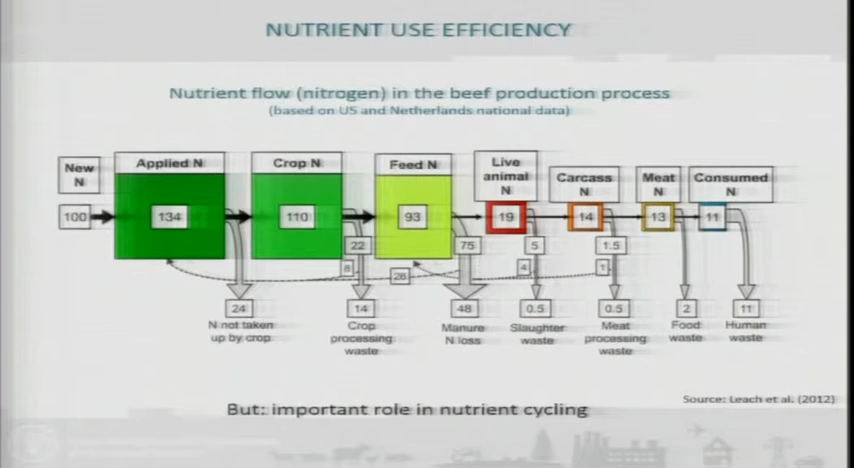 NUTRIENT USE EFFICIENCY
Nutrient flow (nitrogen) in the beef production process
(based on US and Netherlands national data)
New
N
Applied N
Crop N
Feed N
Live
animal
N
Carcass
N
Meat
N
Consumed
N
100
134
110
93
19
14
13
11
22
75
5
1.5
8
26
4
1
24
14
48
0.5
0.5
2
11
N not taken
up by crop
Crop
processing
waste
Manure
N loss
Slaughter
waste
Meat
processing
waste
Food
waste
Human
waste
Source: Leach et al. (2012)
But: important role in nutrient cycling